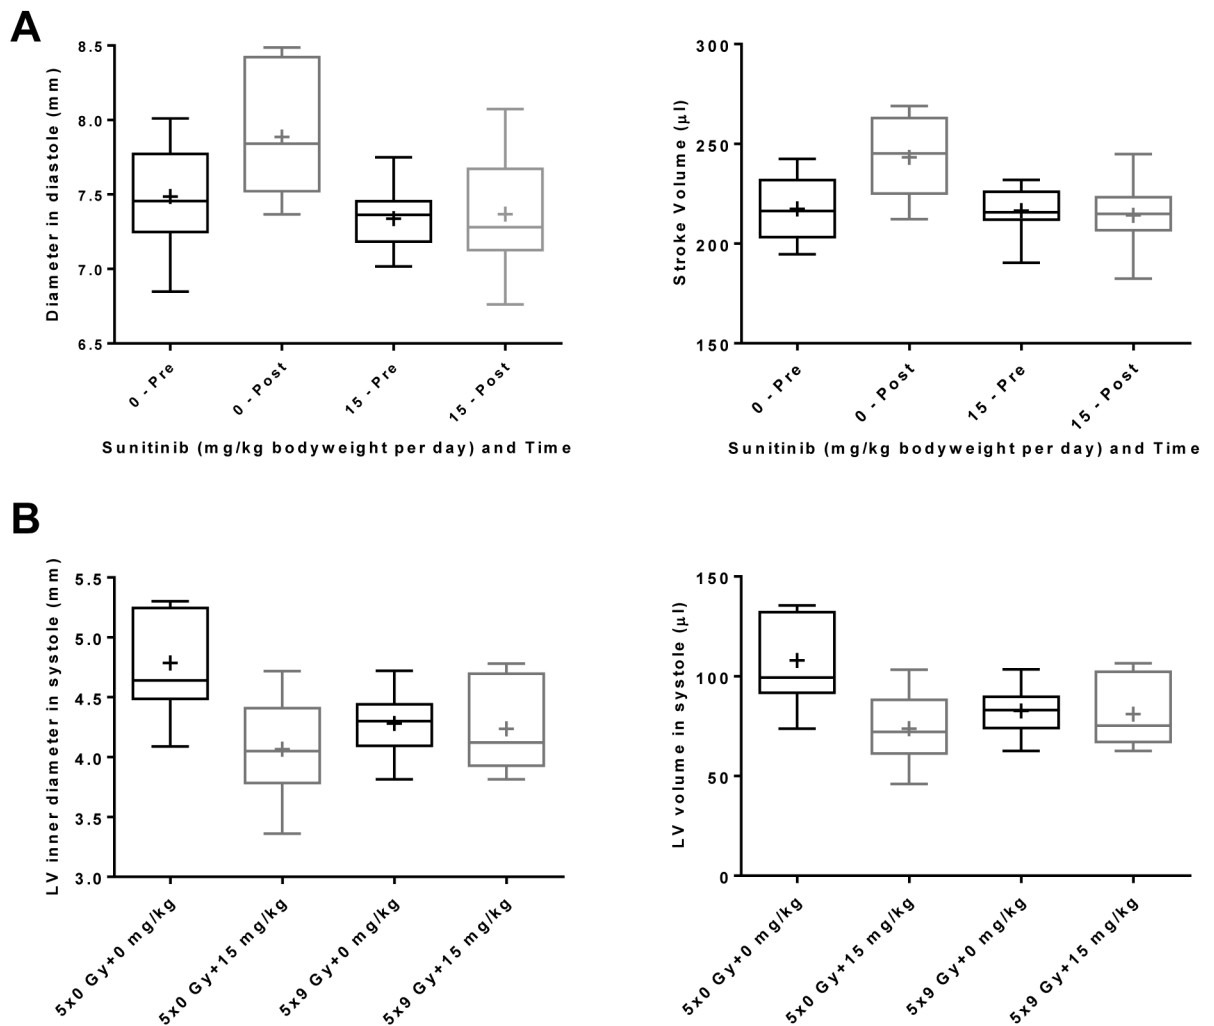 A
Diameter in diastole (mm)
8.5
8.0
7.5
7.0
6.5
0 - Pre
0 - Post
15 - Pre
15 - Post
Sunitinib (mg/kg bodyweight per day) and Time
Stroke Volume (μl)
300
250
200
150
0 - Pre
0 - Post
15 - Pre
15 - Post
Sunitinib (mg/kg bodyweight per day) and Time
B
LV inner diameter in systole (mm)
5.5
5.0
4.5
4.0
3.5
3.0
5x0 Gy+0 mg/kg
5x0 Gy+15 mg/kg
5x9 Gy+0 mg/kg
5x9 Gy+15 mg/kg
LV volume in systole (μl)
150
100
50
0
5x0 Gy+0 mg/kg
5x0 Gy+15 mg/kg
5x9 Gy+0 mg/kg
5x9 Gy+15 mg/kg